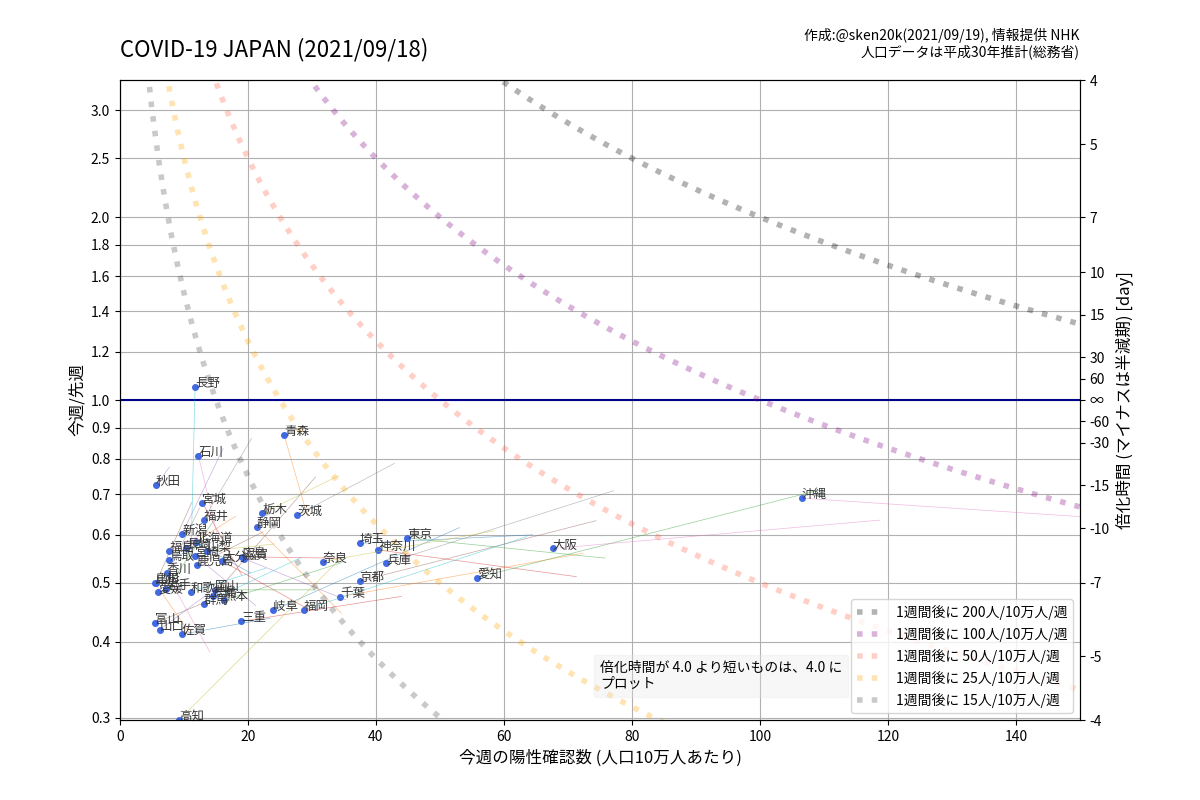 COVID-19 JAPAN (2021/09/18)
作成:@sken20k(2021/09/19), 情報提供 NHK
人口データは平成30年推計(総務省)
今週/先週
3.0
2.5
2.0
1.8
1.6
1.4
1.2
1.0
0.9
0.8
0.7
0.6
0.5
0.4
0.3
長野
青森
石川
秋田
宮城
福井
栃木
茨城
静岡
新潟
北海道
埼玉
東京
神奈川
沖縄
大阪
奈良
兵庫
香川
京都
愛知
千葉
和歌山
熊本
群馬
岐阜
福岡
三重
富山
山口
佐賀
高知
倍化時間が 4.0 より短いものは、4.0 に
プロット
1週間後に 200人/10万人/週
1週間後に 100人/10万人/週
1週間後に 50人/10万人/週
1週間後に 25人/10万人/週
1週間後に 15人/10万人/週
0
20
40
60
80
100
120
140
今週の陽性確認数 (人口10万人あたり)
4
5
7
10
15
30
60
∞
-60
-30
-15
-10
-7
-5
-4
倍化時間 (マイナスは半減期) [day]